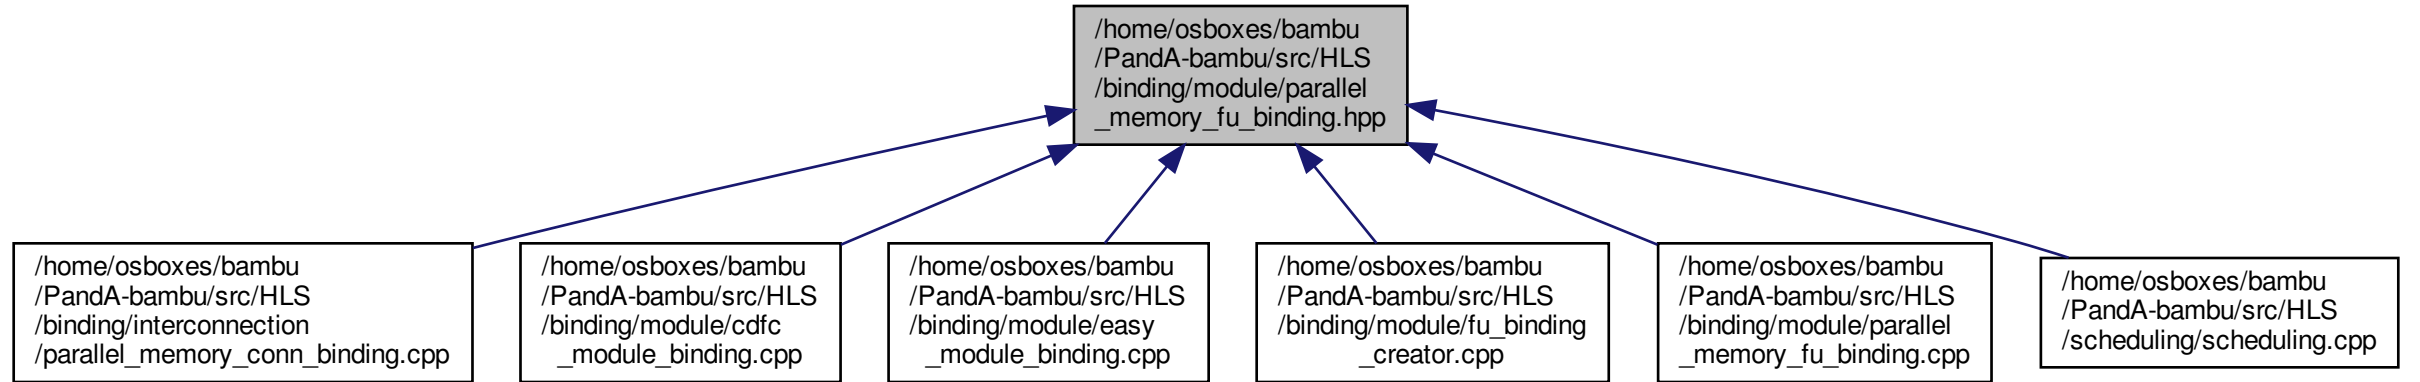 /home/osboxes/bambu
/PandA-bambu/src/HLS
/binding/module/parallel
_memory_fu_binding.hpp
/home/osboxes/bambu
/PandA-bambu/src/HLS
/binding/interconnection
/parallel_memory_conn_binding.cpp
/home/osboxes/bambu
/PandA-bambu/src/HLS
/binding/module/cdfc
_module_binding.cpp
/home/osboxes/bambu
/PandA-bambu/src/HLS
/binding/module/easy
_module_binding.cpp
/home/osboxes/bambu
/PandA-bambu/src/HLS
/binding/module/fu_binding
_creator.cpp
/home/osboxes/bambu
/PandA-bambu/src/HLS
/binding/module/parallel
_memory_fu_binding.cpp
/home/osboxes/bambu
/PandA-bambu/src/HLS
/scheduling/scheduling.cpp